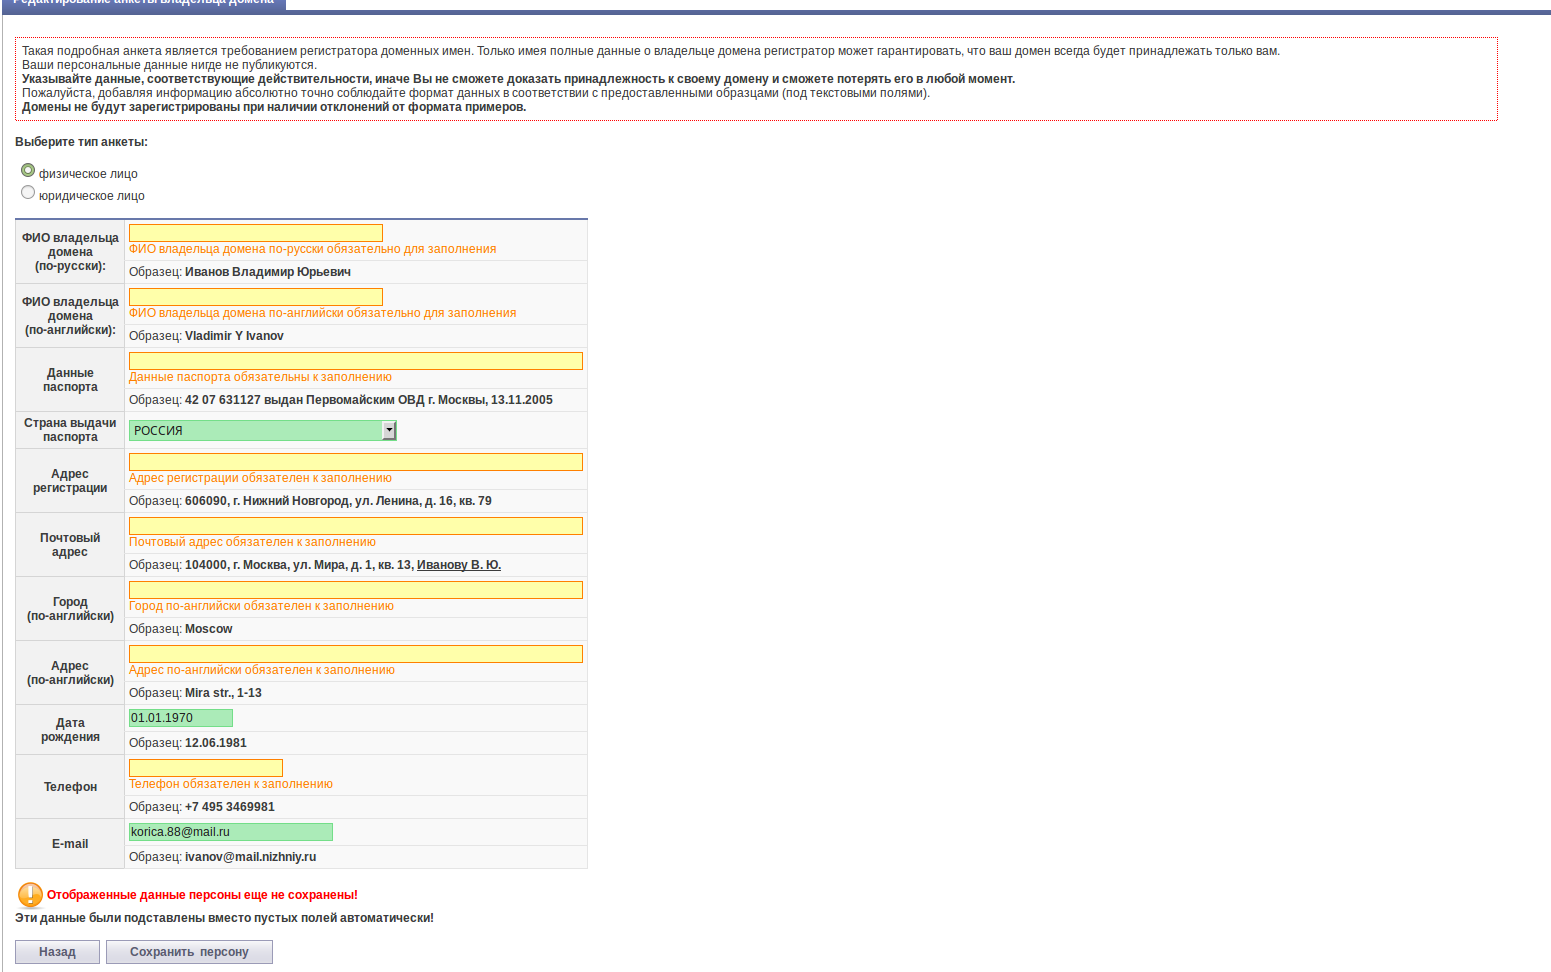 Редактирование анкеты владельца домена
Такая подробная анкета является требованием регистратора доменных имен. Только имея полные данные о владельце домена регистратор может гарантировать, что ваш домен всегда будет принадлежать только вам.
Ваши персональные данные нигде не публикуются.
Указывайте данные, соответствующие действительности, иначе Вы не сможете доказать принадлежность к своему домену и сможете потерять его в любой момент.
Пожалуйста, добавляя информацию абсолютно точно соблюдайте формат данных в соответствии с предоставленными образцами (под текстовыми полями).
Домены не будут зарегистрированы при наличии отклонений от формата примеров.
Выберите тип анкеты:
физическое лицо
юридическое лицо
ФИО владельца
домена
(по-русски):
ФИО владельца домена по-русски обязательно для заполнения
Образец: Иванов Владимир Юрьевич
ФИО владельца
домена
(по-английски):
ФИО владельца домена по-английски обязательно для заполнения
Образец: Vladimir Y Ivanov
Данные
паспорта
Данные паспорта обязательны к заполнению
Образец: 42 07 631127 выдан Первомайским ОВД г. Москвы, 13.11.2005
Страна выдачи
паспорта
РОССИЯ
Адрес
регистрации
Адрес регистрации обязателен к заполнению
Образец: 606090, г. Нижний Новгород, ул. Ленина, д. 16, кв. 79
Почтовый
адрес
Почтовый адрес обязателен к заполнению
Образец: 104000, г. Москва, ул. Мира, д. 1, кв. 13, Иванову В. Ю.
Город
(по-английски)
Город по-английски обязателен к заполнению
Образец: Moscow
Адрес
(по-английски)
Адрес по-английски обязателен к заполнению
Образец: Mira str., 1-13
Дата
рождения
01.01.1970
Образец: 12.06.1981
Телефон
Телефон обязателен к заполнению
Образец: +7 495 3469981
E-mail
korica.88@mail.ru
Образец: ivanov@mail.nizhniy.ru
Отображенные данные персоны еще не сохранены!
Эти данные были подставлены вместо пустых полей автоматически!
Назад
Сохранить персону